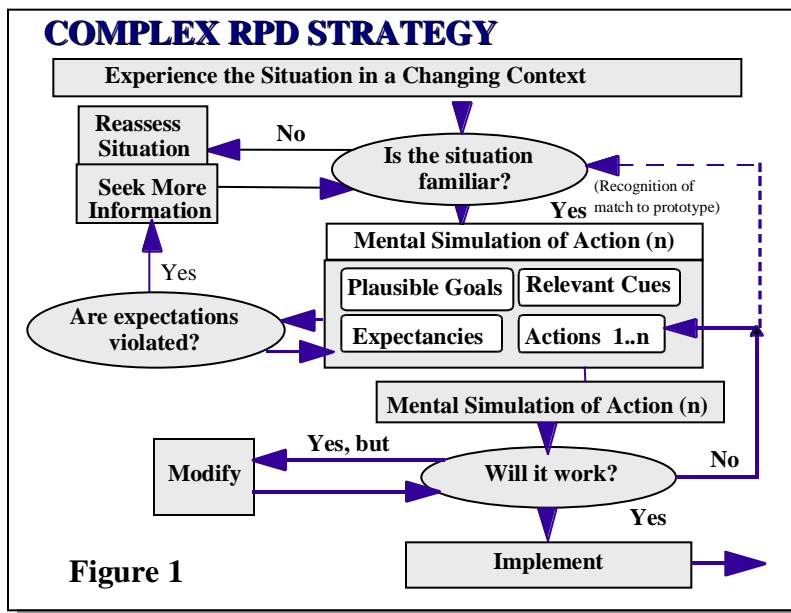 COMPLEX RPD STRATEGY
Experience the Situation in a Changing Context
Reassess
Situation
No
Is the situation
familiar?
Seek More
Information
Yes
(Recognition of
match to prototype)
Mental Simulation of Action (n)
Yes
Plausible Goals
Relevant Cues
Are expectations
violated?
Expectancies
Actions 1..n
Mental Simulation of Action (n)
Yes, but
Modify
Will it work?
No
Yes
Implement
Figure 1